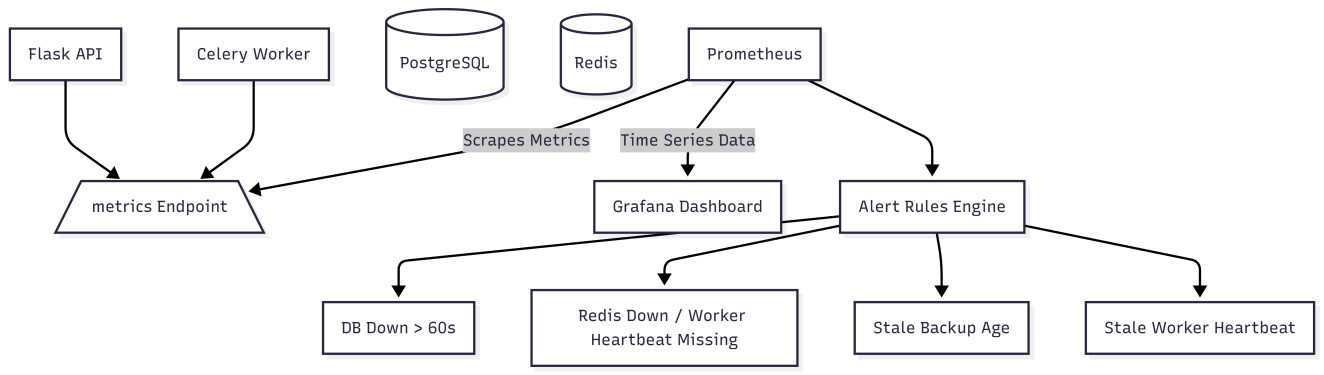 Flask API
Celery Worker
PostgreSQL
Redis
Prometheus
Scrapes Metrics
Time Series Data
metrics Endpoint
Grafana Dashboard
Alert Rules Engine
DB Down > 60s
Redis Down / Worker
Heartbeat Missing
Stale Backup Age
Stale Worker Heartbeat